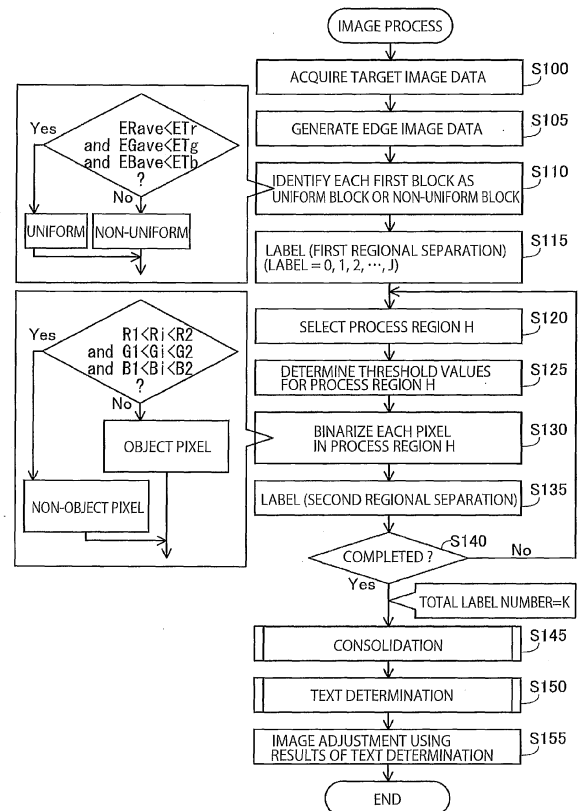 IMAGE PROCESS
S100
ACQUIRE TARGET IMAGE DATA
S105
GENERATE EDGE IMAGE DATA
S110
IDENTIFY EACH FIRST BLOCK AS
UNIFORM BLOCK OR NON-UNIFORM BLOCK
Yes
ERave<ETr
and EGave<ETg
and EBave<ETb
?
No
UNIFORM
NON-UNIFORM
S115
LABEL (FIRST REGIONAL SEPARATION)
(LABEL = 0, 1, 2, ···, J)
S120
SELECT PROCESS REGION H
S125
DETERMINE THRESHOLD VALUES
FOR PROCESS REGION H
S130
BINARIZE EACH PIXEL
IN PROCESS REGION H
Yes
R1<Ri<R2
and G1<Gi<G2
and B1<Bi<B2
?
No
OBJECT PIXEL
NON-OBJECT PIXEL
S135
LABEL (SECOND REGIONAL SEPARATION)
S140
COMPLETED ?
No
Yes
TOTAL LABEL NUMBER=K
S145
CONSOLIDATION
S150
TEXT DETERMINATION
S155
IMAGE ADJUSTMENT USING
RESULTS OF TEXT DETERMINATION
END